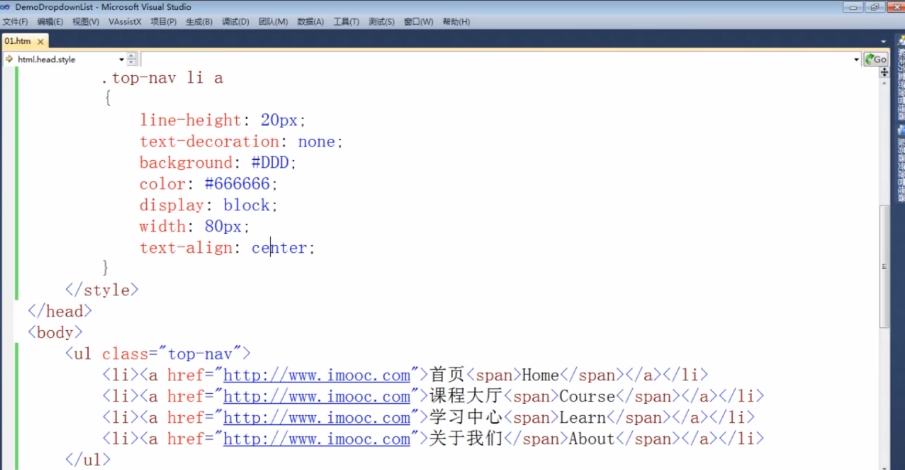 DemoDropdownList - Microsoft Visual Studio
文件(F) 编辑(E) 视图(V) VAssistX 项目(P) 生成(B) 调试(D) 团队(M) 数据(A) 工具(T) 测试(S) 窗口(W) 帮助(H)
01.htm
html.head.style
Go
.top-nav li a
{
line-height: 20px;
text-decoration: none;
background: #DDD;
color: #666666;
display: block;
width: 80px;
text-align: center;
}
</style>
</head>
<body>
<ul class="top-nav">
<li><a href="http://www.imooc.com">首页<span>Home</span></a></li>
<li><a href="http://www.imooc.com">课程大厅<span>Course</span></a></li>
<li><a href="http://www.imooc.com">学习中心<span>Learn</span></a></li>
<li><a href="http://www.imooc.com">关于我们</span>About</span></a></li>
</ul>